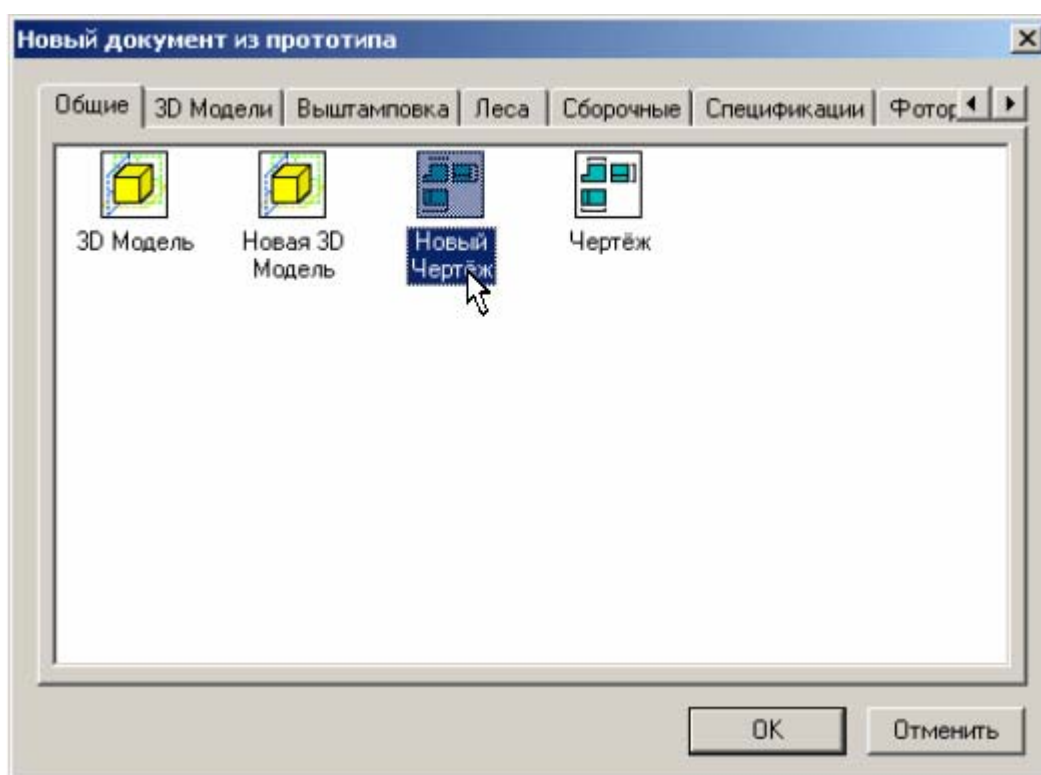 Новый документ из прототипа
Общие 3D Модели Выштамповка Леса Сборочные Спецификации Фотор
3D Модель Новая 3D Модель Новый Чертёж Чертёж
OK Отменить